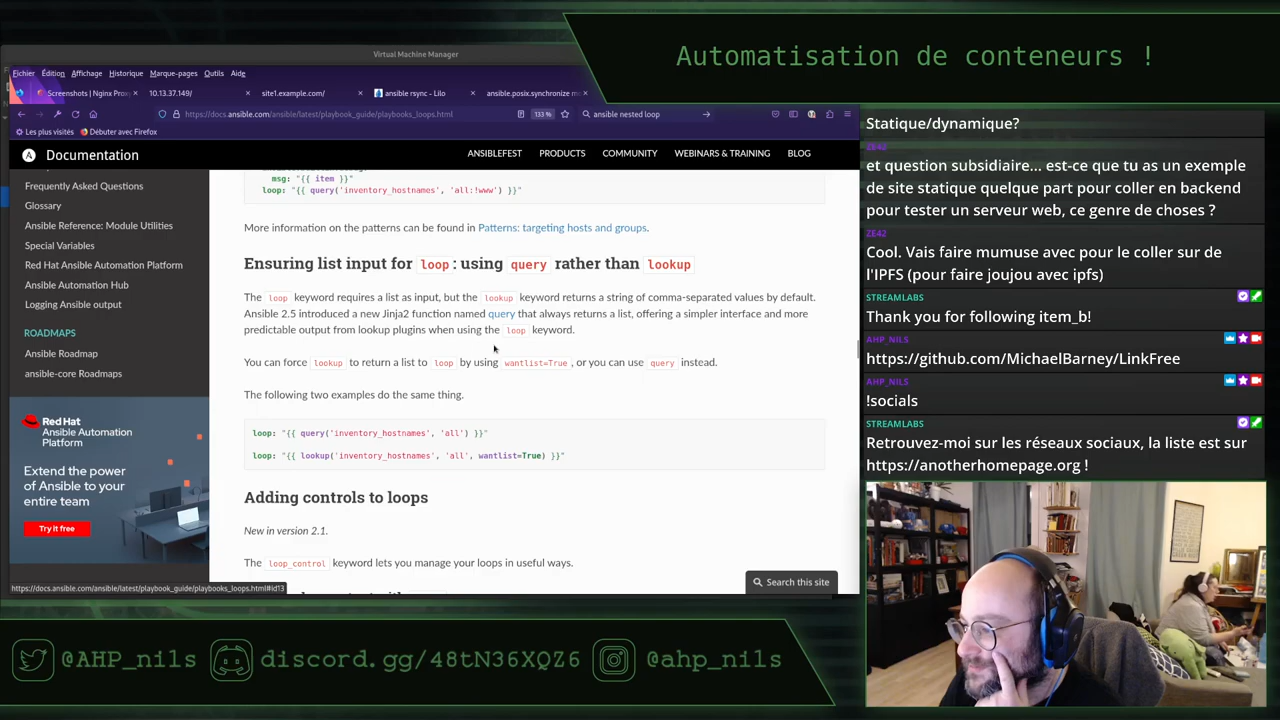 Virtual Machine Manager
Automatisation de conteneurs !
Fichier Édition Affichage Historique Marque-pages Outils Aide
Screenshots | Nginx Proxy
10.13.37.149/
site1.example.com/
ansible rsync - Lilo
ansible.posix.synchronize m
https://docs.ansible.com/ansible/latest/playbook_guide/playbooks_loops.html
133 %
ansible nested loop
Les plus visités Débuter avec Firefox
A Documentation
ANSIBLEFEST PRODUCTS COMMUNITY WEBINARS & TRAINING BLOG
Frequently Asked Questions
Glossary
Ansible Reference: Module Utilities
Special Variables
Red Hat Ansible Automation Platform
Ansible Automation Hub
Logging Ansible output
ROADMAPS
Ansible Roadmap
ansible-core Roadmaps
Red Hat
Ansible Automation
Platform
Extend the
power of
Ansible to your
entire team
Try it free
msg: "{{ item }}"
loop: "{{ query('inventory_hostnames', 'all:!www') }}"
More information on the patterns can be found in Patterns: targeting hosts and groups.
Ensuring list input for loop: using query rather than lookup
The loop keyword requires a list as input, but the lookup keyword returns a string of comma-separated values by default.
Ansible 2.5 introduced a new Jinja2 function named query that always returns a list, offering a simpler interface and more
predictable output from lookup plugins when using the loop keyword.
You can force lookup to return a list to loop by using wantlist=True, or you can use query instead.
The following two examples do the same thing.
loop: "{{ query('inventory_hostnames', 'all') }}"
loop: "{{ lookup('inventory_hostnames', 'all', wantlist=True) }}"
Adding controls to loops
New in version 2.1.
The loop_control keyword lets you manage your loops in useful ways.
Search this site
https://docs.ansible.com/ansible/latest/playbook_guide/playbooks_loops.html#id13
Statique/dynamique?
ZE42
et question subsidiaire... est-ce que tu as un exemple
de site statique quelque part pour coller en backend
pour tester un serveur web, ce genre de choses ?
ZE42
Cool. Vais faire mumuse avec pour le coller sur de
l'IPFS (pour faire joujou avec ipfs)
STREAMLABS
Thank you for following item_b!
AHP_NILS
https://github.com/MichaelBarney/LinkFree
AHP_NILS
!socials
STREAMLABS
Retrouvez-moi sur les réseaux sociaux, la liste est sur
https://anotherhomepage.org !
@AHP_nils
discord.gg/48tN36XQZ6
@ahp_nils